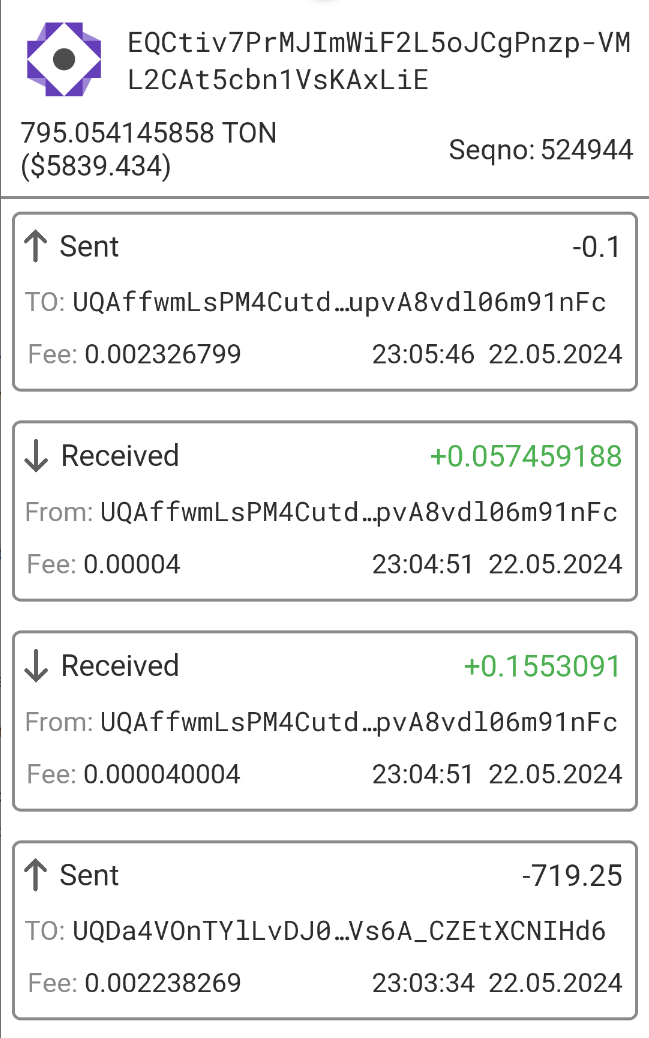 EQCtiv7PrMJImWiF2L5oJCgPnzp-VM
L2CAt5cbn1VsKAxLiE
795.054145858 TON
($5839.434)
Seqno: 524944
Sent -0.1
TO: UQAffwmLsPM4Cutd…upvA8vdl06m91nFc
Fee: 0.002326799 23:05:46 22.05.2024
Received +0.057459188
From: UQAffwmLsPM4Cutd…pvA8vdl06m91nFc
Fee: 0.00004 23:04:51 22.05.2024
Received +0.1553091
From: UQAffwmLsPM4Cutd…pvA8vdl06m91nFc
Fee: 0.000040004 23:04:51 22.05.2024
Sent -719.25
TO: UQDa4VOnTYlLvDJ0…Vs6A_CZEtXCNIHd6
Fee: 0.002238269 23:03:34 22.05.2024